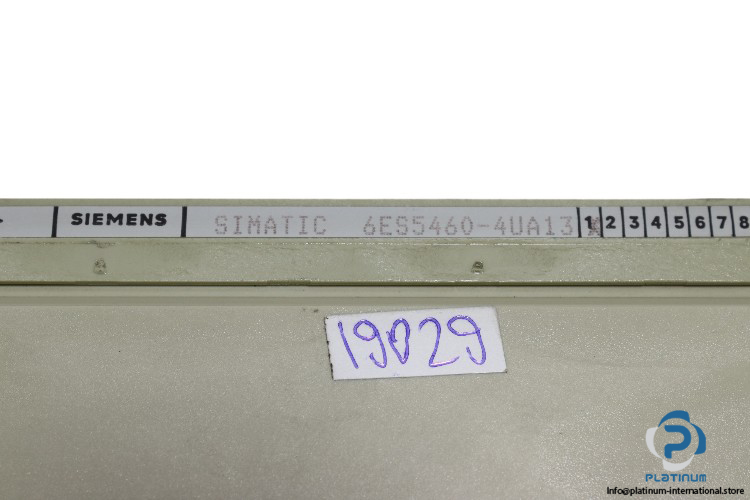 SIEMENS SIMATIC 6ES5460-4UA13 1 2 3 4 5 6 7 8
19029
P
PLATINUM
Info@platinum-international.store